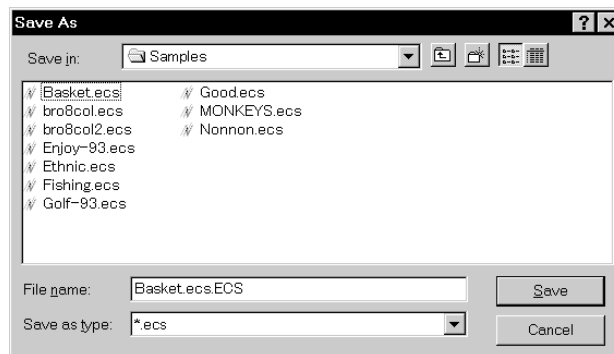 Save As
Save in: Samples
Basket.ecs
bro8col.ecs
bro8col2.ecs
Enjoy-93.ecs
Ethnic.ecs
Fishing.ecs
Golf-93.ecs
Good.ecs
MONKEYS.ecs
Nonnon.ecs
File name: Basket.ecs.ECS
Save
Save as type: *.ecs
Cancel